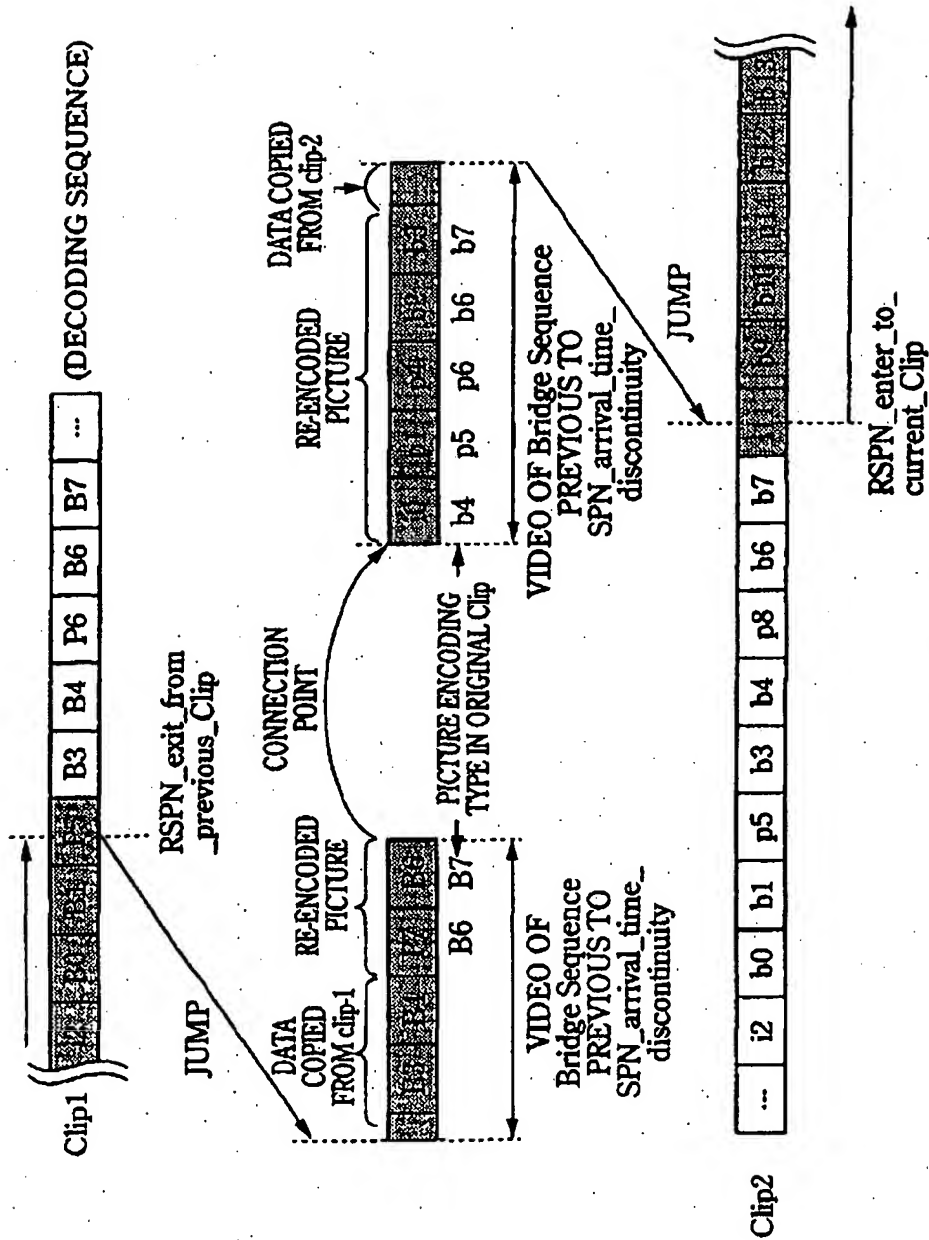 Clip1
B3 B4 P6 B6 B7 ... (DECODING SEQUENCE)
RSPN_exit_from
_previous_Clip
JUMP
DATA
COPIED
FROM clip-1
RE-ENCODED
PICTURE
CONNECTION
POINT
RE-ENCODED
PICTURE
DATA COPIED
FROM clip-2
B6 B7
PICTURE ENCODING
TYPE IN ORIGINAL Clip
b4 p5 p6 b6 b7
VIDEO OF
Bridge Sequence
PREVIOUS TO
SPN_arrival_time_
discontinuity
VIDEO OF Bridge Sequence
PREVIOUS TO
SPN_arrival_time_
discontinuity
JUMP
Clip2
... i2 b0 b1 p5 b3 b4 p8 b6 b7
RSPN_enter_to_
current_Clip